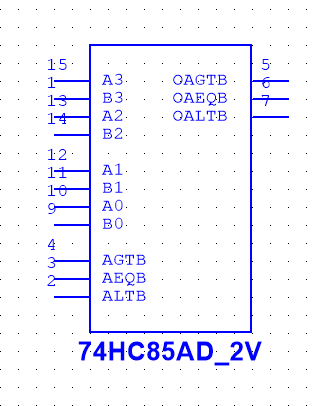 15
A3 OAGTB 5
1
B3 OAEQB 6
13
A2 OALTB 7
14
B2
12
A1
11
B1
10
A0
9
B0
4
AGTB
3
AEQB
2
ALTB
74HC85AD_2V